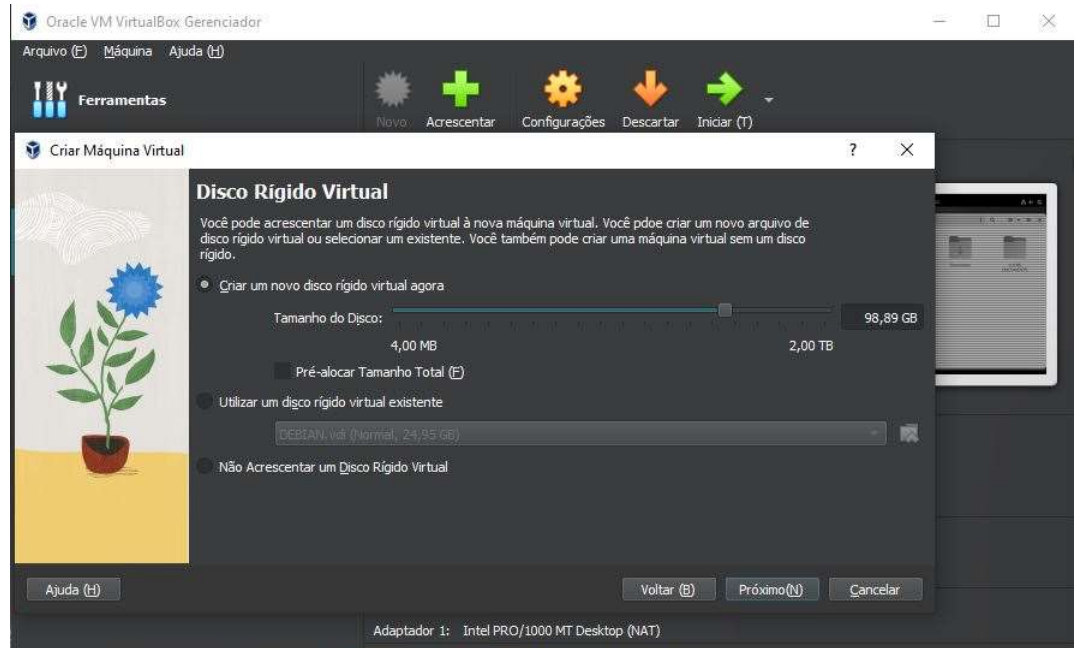 Oracle VM VirtualBox Gerenciador
Arquivo (F) Máquina Ajuda (H)
Ferramentas
Novo Acrescentar Configurações Descartar Iniciar (T)
Criar Máquina Virtual
?
Disco Rígido Virtual
Você pode acrescentar um disco rígido virtual à nova máquina virtual. Você pdoe criar um novo arquivo de
disco rígido virtual ou selecionar um existente. Você também pode criar uma máquina virtual sem um disco
rígido.
Criar um novo disco rígido virtual agora
Tamanho do Disco: 98,89 GB
4,00 MB 2,00 TB
Pré-alocar Tamanho Total (F)
Utilizar um disco rígido virtual existente
DEBIAN.vdi (Normal, 24,95 GB)
Não Acrescentar um Disco Rígido Virtual
Ajuda (H) Voltar (B) Próximo(N) Cancelar
Adaptador 1: Intel PRO/1000 MT Desktop (NAT)